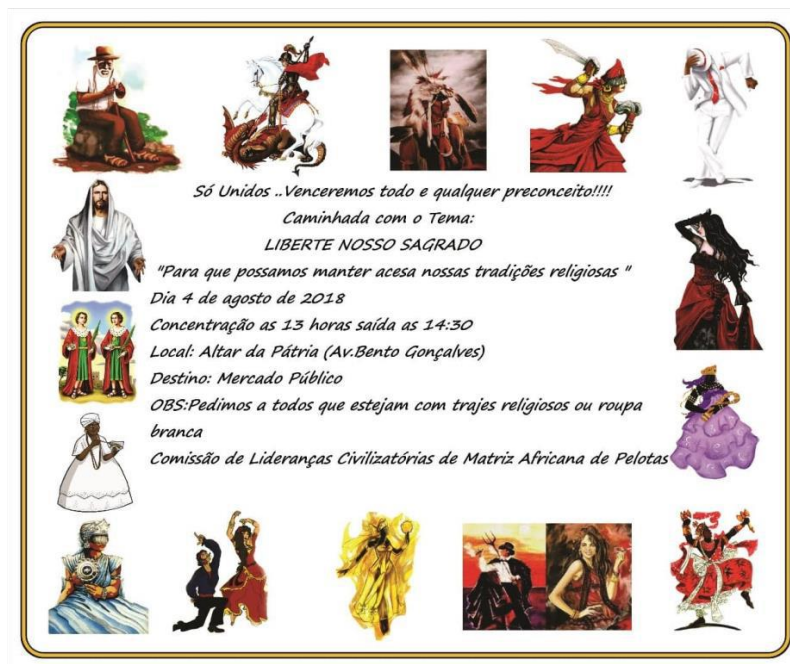 Só Unidos ..Venceremos todo e qualquer preconceito!!!!
Caminhada com o Tema:
LIBERTE NOSSO SAGRADO
"Para que possamos manter acesa nossas tradições religiosas "
Dia 4 de agosto de 2018
Concentração as 13 horas saída as 14:30
Local: Altar da Pátria (Av.Bento Gonçalves)
Destino: Mercado Público
OBS:Pedimos a todos que estejam com trajes religiosos ou roupa
branca
Comissão de Lideranças Civilizatórias de Matriz Africana de Pelotas